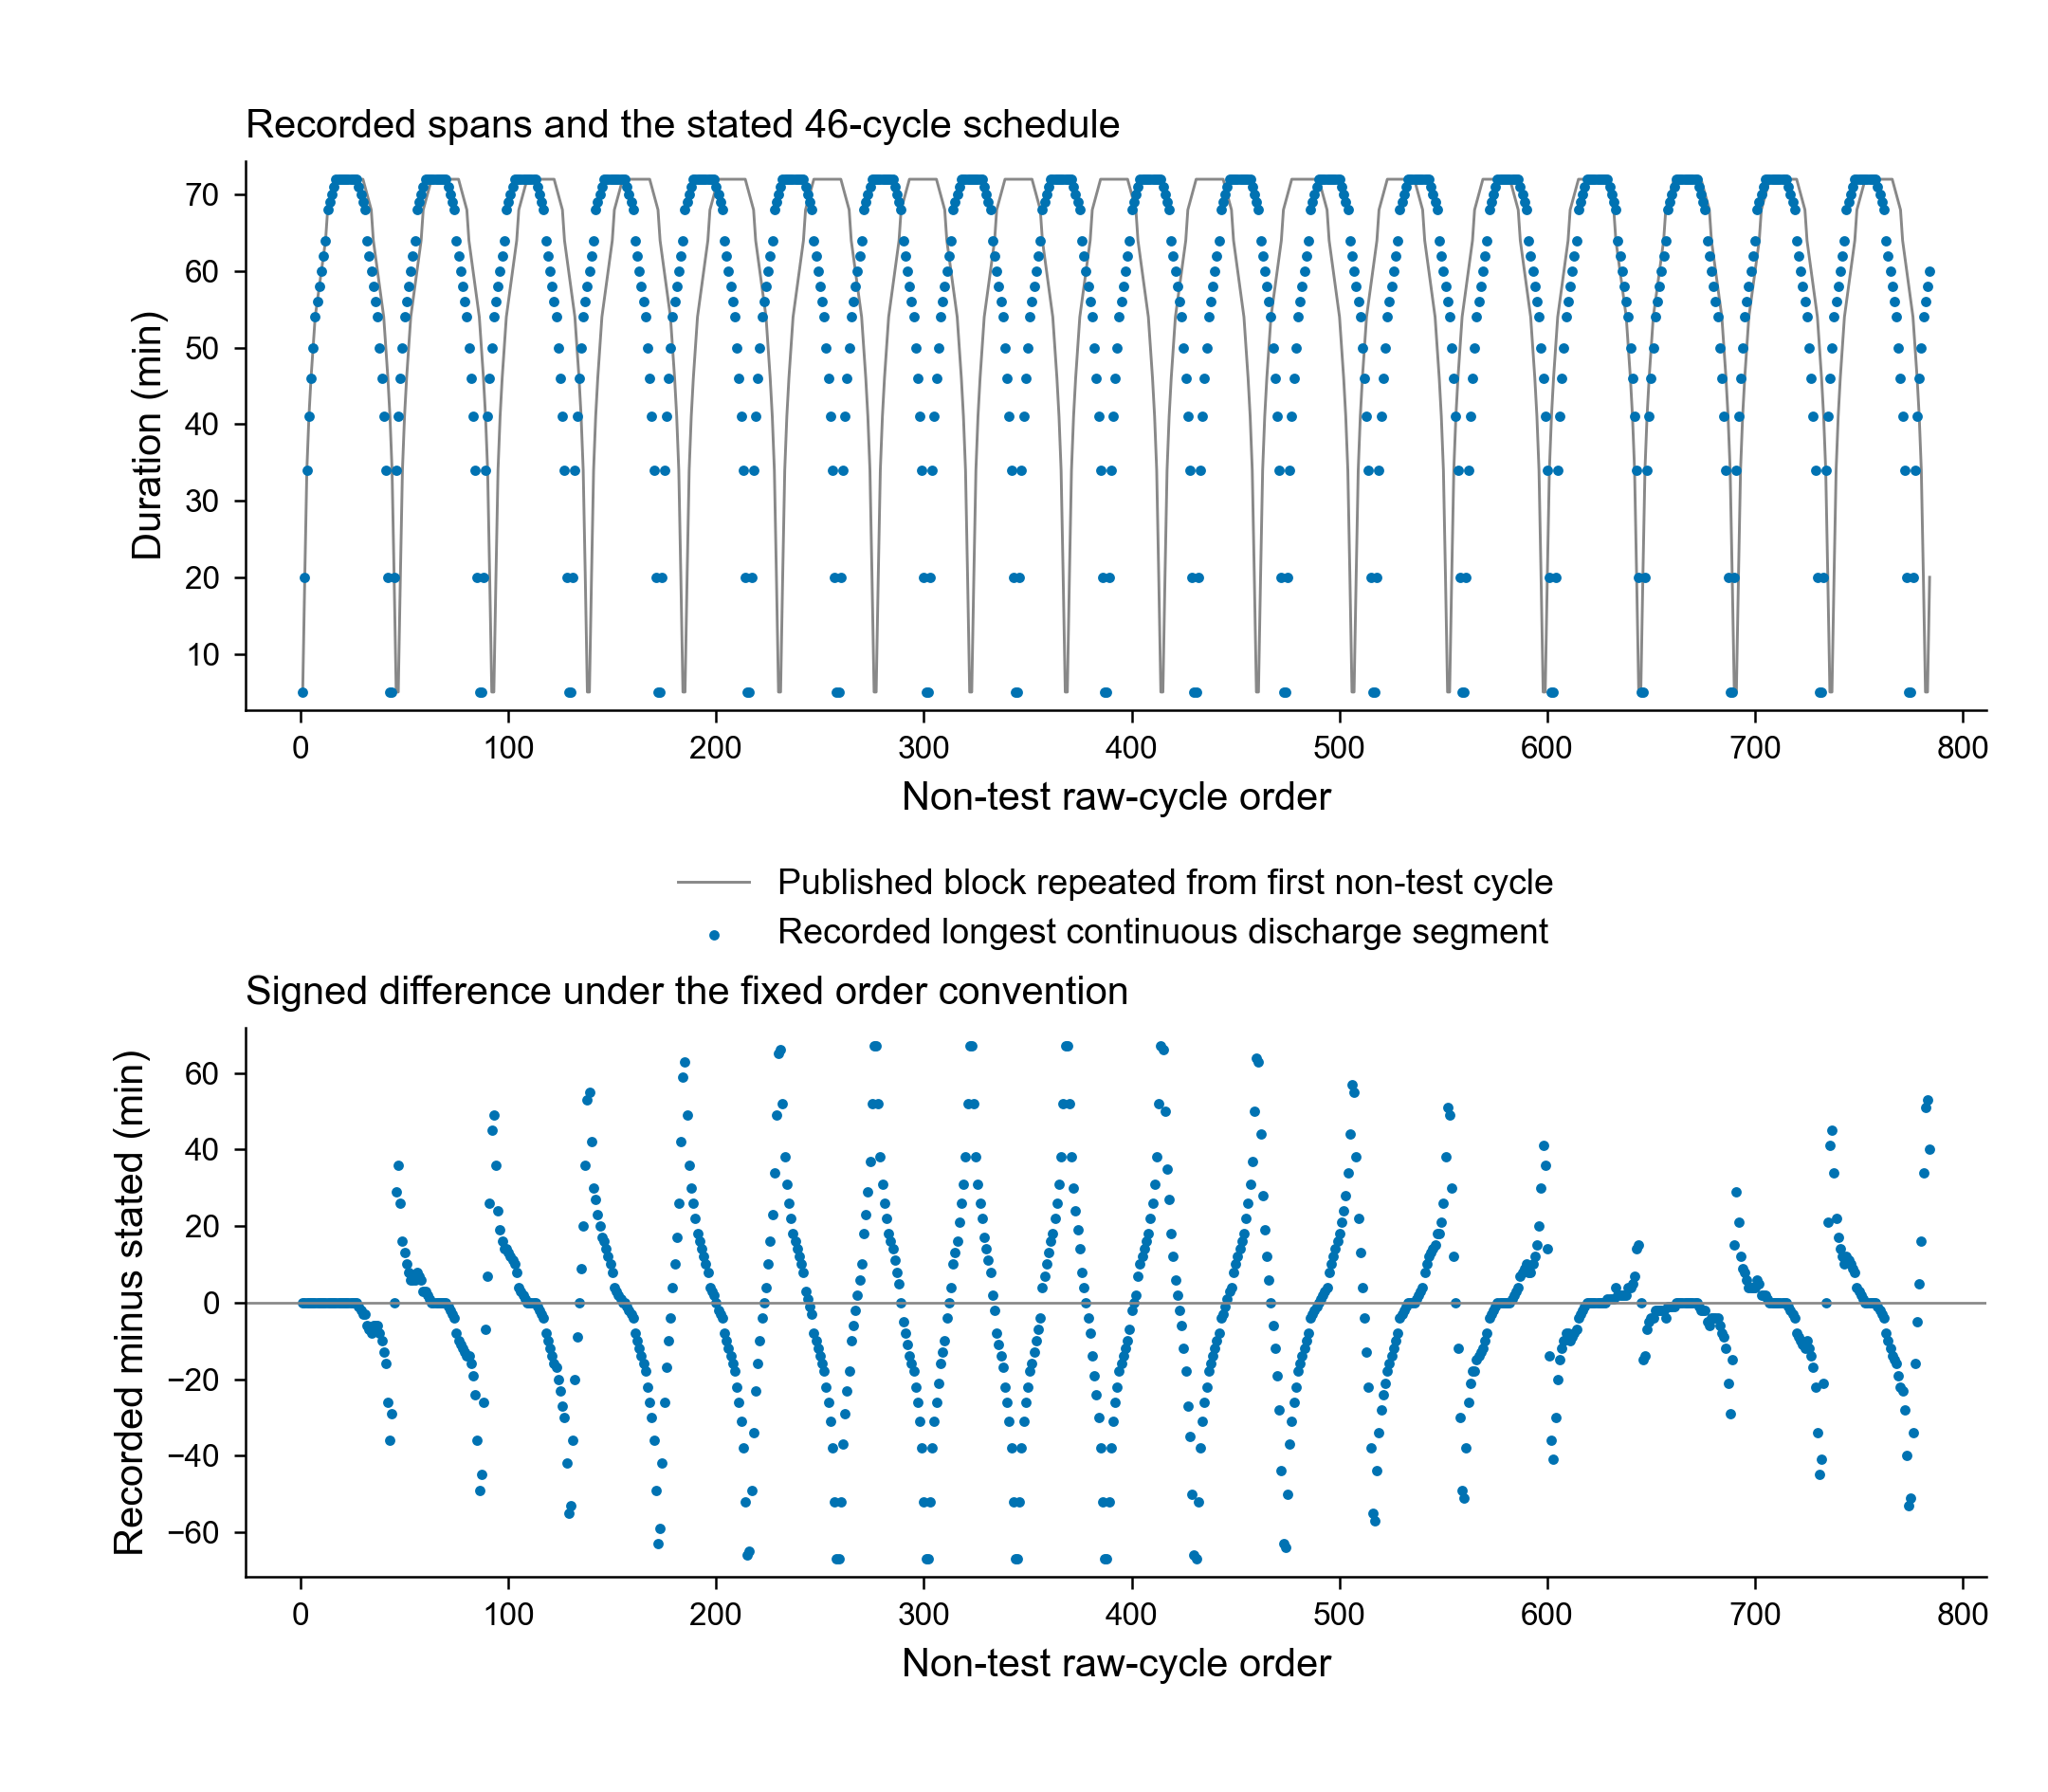 Recorded spans and the stated 46-cycle schedule
Duration (min)
70
60
50
40
30
20
10
0 100 200 300 400 500 600 700 800
Non-test raw-cycle order
Published block repeated from first non-test cycle
Recorded longest continuous discharge segment
Signed difference under the fixed order convention
Recorded minus stated (min)
60
40
20
0
−20
−40
−60
0 100 200 300 400 500 600 700 800
Non-test raw-cycle order